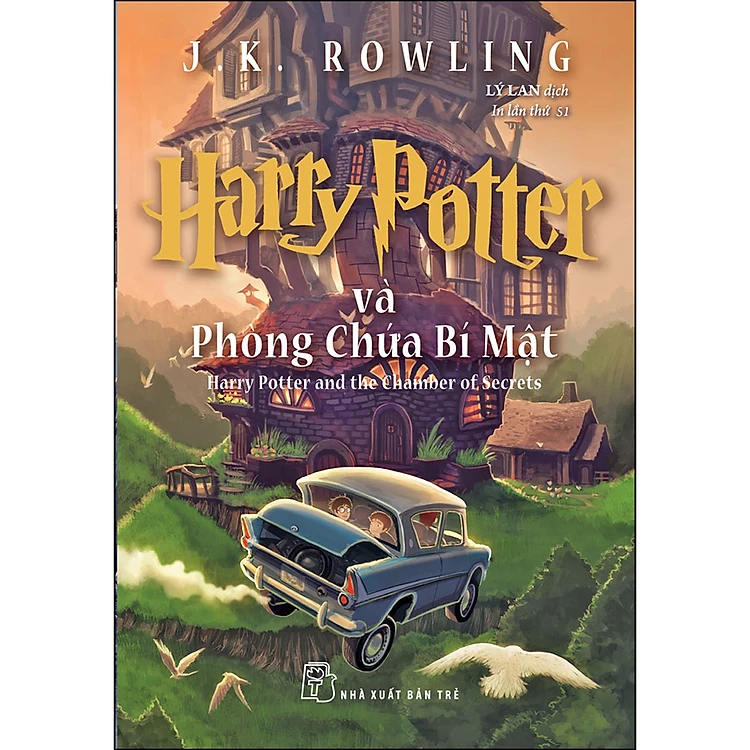 J.K. ROWLING
LÝ LAN dịch
In lần thứ 51
Harry Potter
và
Phòng Chứa Bí Mật
Harry Potter and the Chamber of Secrets
NHÀ XUẤT BẢN TRẺ